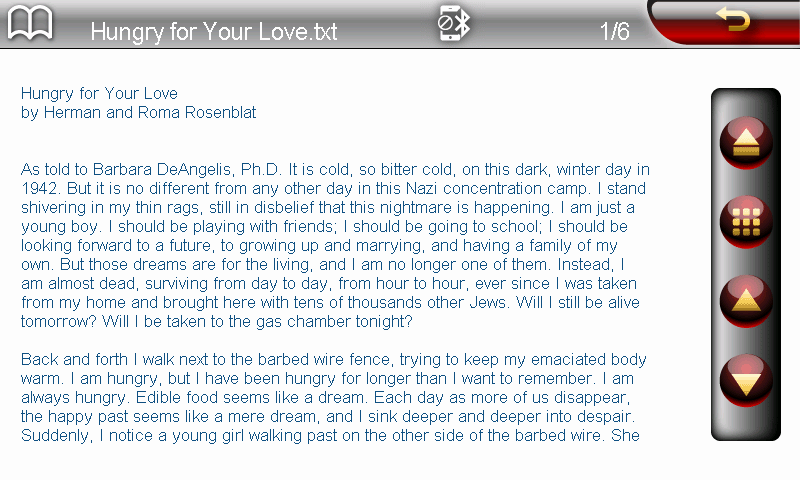 Hungry for Your Love.txt
1/6
Hungry for Your Love
by Herman and Roma Rosenblat
As told to Barbara DeAngelis, Ph.D. It is cold, so bitter cold, on this dark, winter day in
1942. But it is no different from any other day in this Nazi concentration camp. I stand
shivering in my thin rags, still in disbelief that this nightmare is happening. I am just a
young boy. I should be playing with friends; I should be going to school; I should be
looking forward to a future, to growing up and marrying, and having a family of my
own. But those dreams are for the living, and I am no longer one of them. Instead, I
am almost dead, surviving from day to day, from hour to hour, ever since I was taken
from my home and brought here with tens of thousands other Jews. Will I still be alive
tomorrow? Will I be taken to the gas chamber tonight?
Back and forth I walk next to the barbed wire fence, trying to keep my emaciated body
warm. I am hungry, but I have been hungry for longer than I want to remember. I am
always hungry. Edible food seems like a dream. Each day as more of us disappear,
the happy past seems like a mere dream, and I sink deeper and deeper into despair.
Suddenly, I notice a young girl walking past on the other side of the barbed wire. She